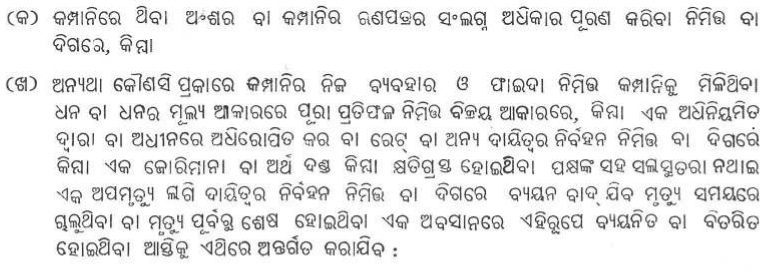 (କ) କମ୍ପାନିରେ ଥିବା ଅଂଶର ବା କମ୍ପାନିର ଋଣପତ୍ରର ସଂଲଗ୍ନ ଅଧିକାର ପୂରଣ କରିବା ନିମିତ୍ତ ବା
ଦିଗରେ, କିମ୍ବା
(ଖ) ଅନ୍ୟଥା କୌଣସି ପ୍ରକାରେ କମ୍ପାନିର ନିଜ ବ୍ୟବହାର ଓ ଫାଇଦା ନିମିତ୍ତ କମ୍ପାନିକୁ ମିଳିଥିବା
ଧନ ବା ଧନର ମୂଲ୍ୟ ଆକାରରେ ପୂରା ପ୍ରତିଫଳ ନିମିତ୍ତ ବିକ୍ରୟ ଆକାରରେ, କିମ୍ବା ଏକ ଅଧିନିୟମିତ
ଦ୍ୱାରା ବା ଅଧୀନରେ ଅଧିରୋପିତ କର ବା ରେଟ୍ ବା ଅନ୍ୟ ଦାୟିତ୍ୱର ନିର୍ବହନ ନିମିତ୍ତ ବା ଦିଗରେ
କିମ୍ବା ଏକ ଜୋରିମାନା ବା ଅର୍ଥ ଦଣ୍ଡ କିମ୍ବା କ୍ଷତିଗ୍ରସ୍ତ ହୋଇଥିବା ପକ୍ଷଙ୍କ ସହ ସଲସୁତରା ନଥାଇ
ଏକ ଅପମୃତ୍ୟୁ ଲାଗି ଦାୟିତ୍ୱର ନିର୍ବହନ ନିମିତ୍ତ ବା ଦିଗରେ ବ୍ୟୟନ ବାଦ୍ ଯିବ ମୃତ୍ୟୁ ସମୟରେ
ଚାଲୁଥିବା ବା ମୃତ୍ୟୁ ପୂର୍ବରୁ ଶେଷ ହୋଇଥିବା ଏକ ଅବସାନରେ ଏହିରୂପେ ବ୍ୟୟନିତ ବା ବିତରିତ
ହୋଇଥିବା ଆସ୍ତିକୁ ଏଥିରେ ଅନ୍ତର୍ଗତ କରାଯିବ :